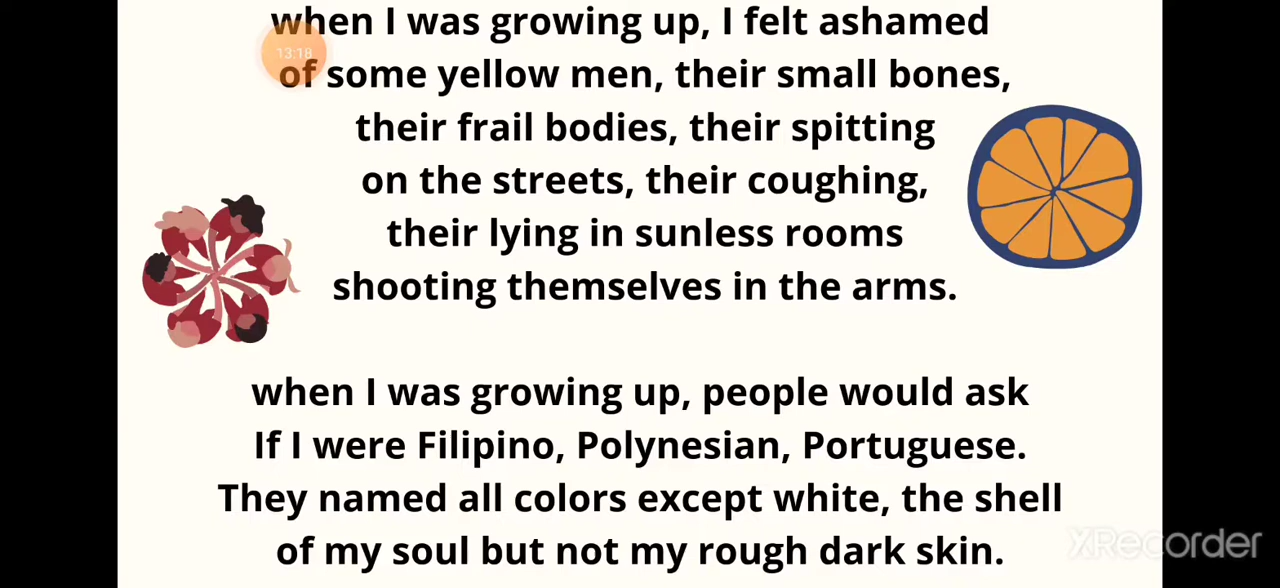 when I was growing up, I felt ashamed
13:18
of some yellow men, their small bones,
their frail bodies, their spitting
on the streets, their coughing,
their lying in sunless rooms
shooting themselves in the arms.
when I was growing up, people would ask
If I were Filipino, Polynesian, Portuguese.
They named all colors except white, the shell
of my soul but not my rough dark skin.
XRecorder